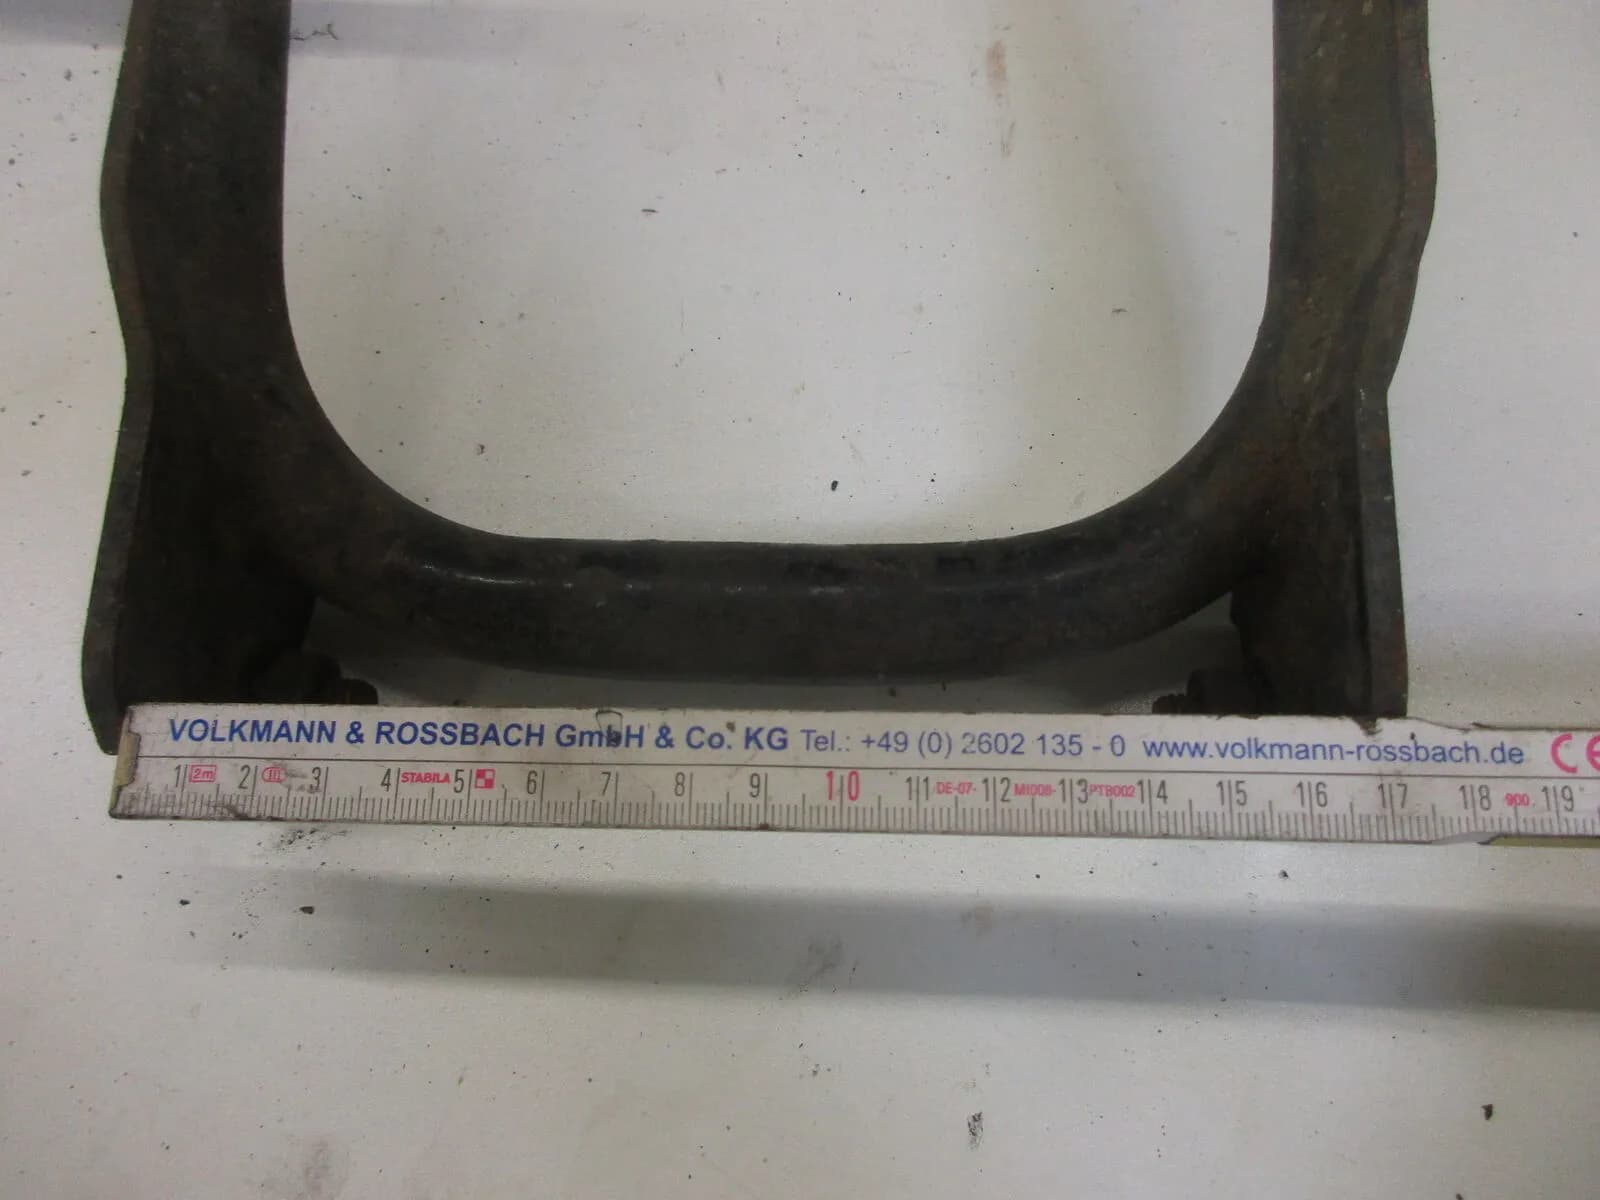 VOLKMANN & ROSSBACH GmbH & Co. KG Tel.: +49 (0) 2602 135 - 0 www.volkmann-rossbach.de CE
1 2m 2 III 3 4 STABILA 5 6 7 8 9 10 11 DE-07- 12 MI008- 13 PTB002 14 15 16 17 18 900 19